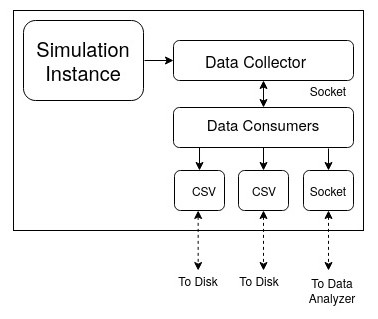 Simulation
Instance
Data Collector
Socket
Data Consumers
CSV
CSV
Socket
To Disk
To Disk
To Data
Analyzer